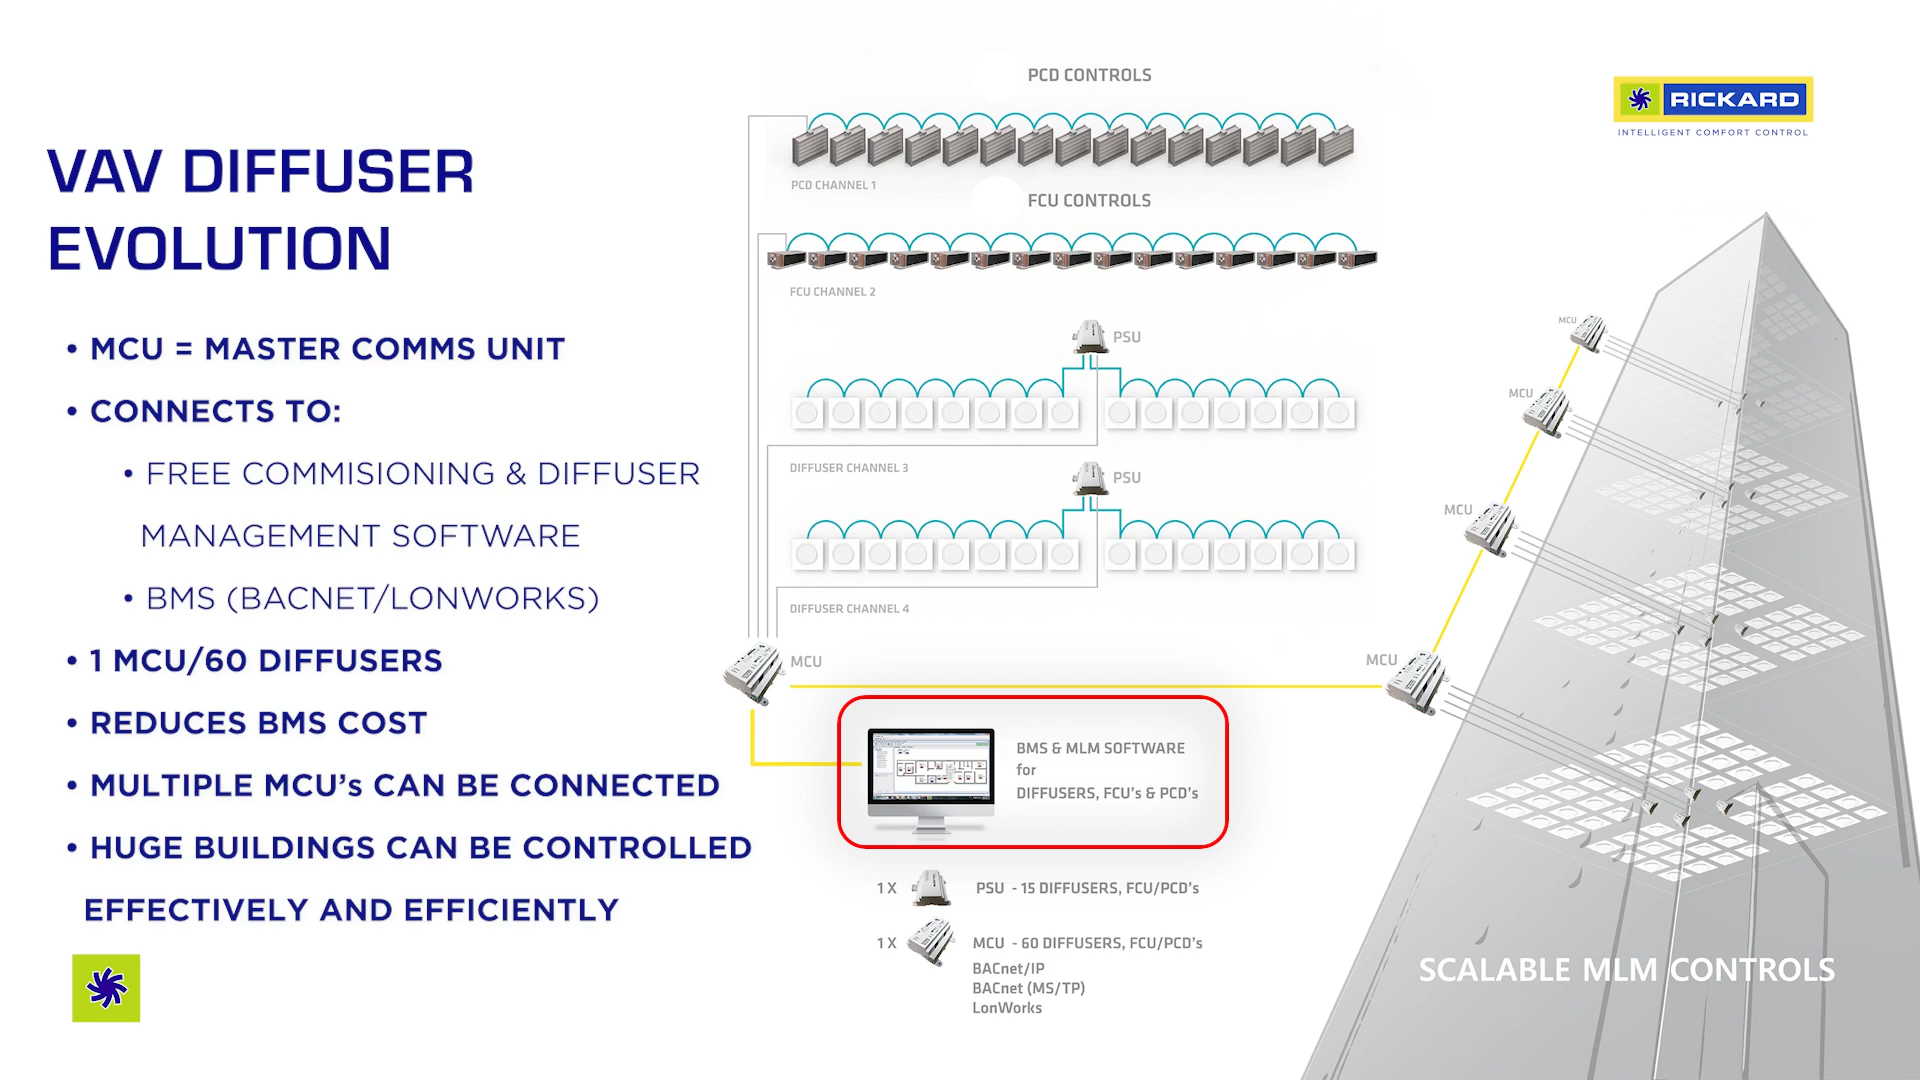 VAV DIFFUSER
EVOLUTION
• MCU = MASTER COMMS UNIT
• CONNECTS TO:
• FREE COMMISIONING & DIFFUSER
MANAGEMENT SOFTWARE
• BMS (BACNET/LONWORKS)
• 1 MCU/60 DIFFUSERS
• REDUCES BMS COST
• MULTIPLE MCU's CAN BE CONNECTED
• HUGE BUILDINGS CAN BE CONTROLLED
EFFECTIVELY AND EFFICIENTLY
PCD CONTROLS
PCD CHANNEL 1
FCU CONTROLS
FCU CHANNEL 2
PSU
DIFFUSER CHANNEL 3
PSU
DIFFUSER CHANNEL 4
MCU
BMS & MLM SOFTWARE
for
DIFFUSERS, FCU's & PCD's
1 X PSU - 15 DIFFUSERS, FCU/PCD's
1 X MCU - 60 DIFFUSERS, FCU/PCD's
BACnet/IP
BACnet (MS/TP)
LonWorks
RICKARD
INTELLIGENT COMFORT CONTROL
MCU
MCU
MCU
MCU
SCALABLE MLM CONTROLS